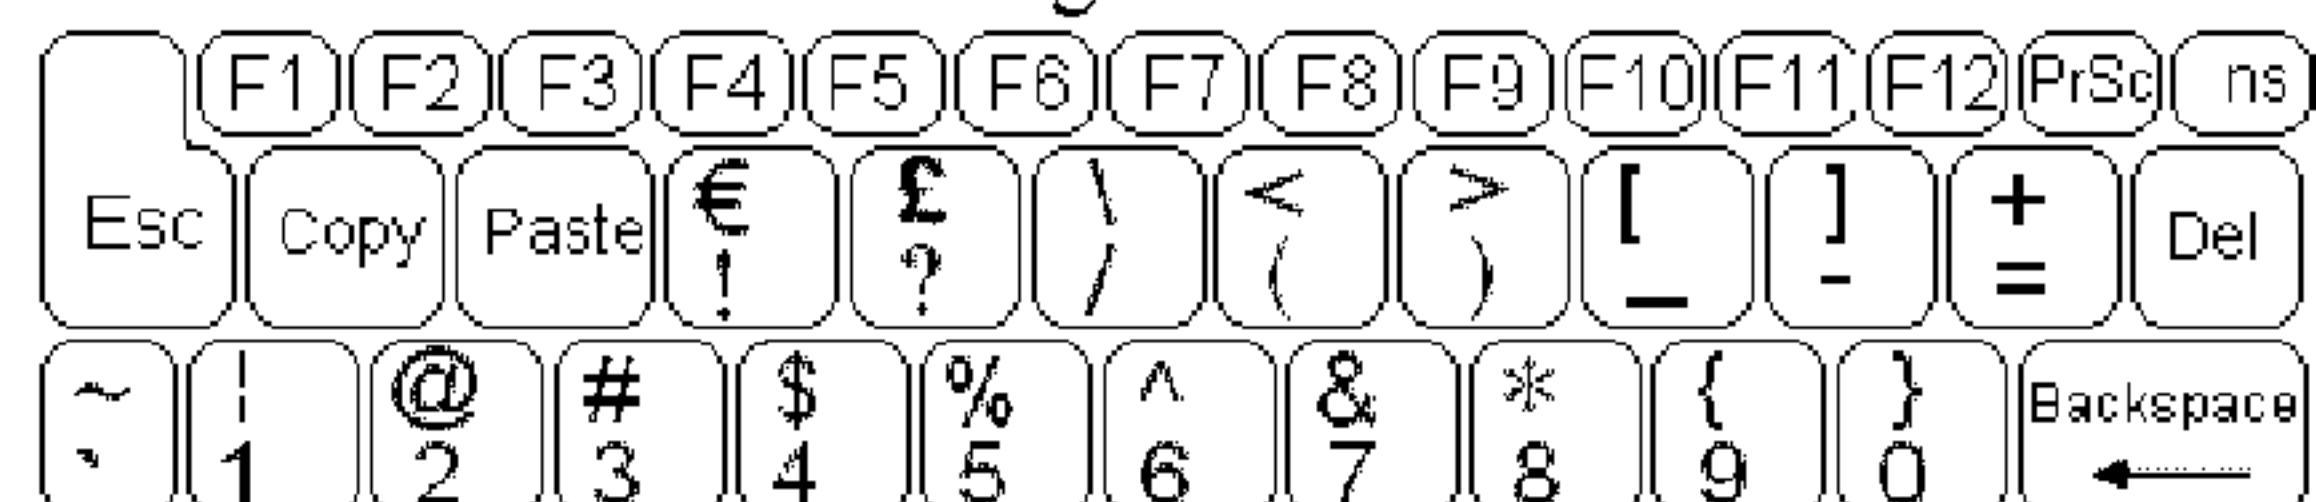 F1 F2 F3 F4 F5 F6 F7 F8 F9 F10 F11 F12 PrSc ns
Esc Copy Paste € ! £ ? \ / < ( > ) [ _ ] - + = Del
~ ` ¦ 1 @ 2 # 3 $ 4 % 5 ^ 6 & 7 * 8 { 9 } 0 Backspace